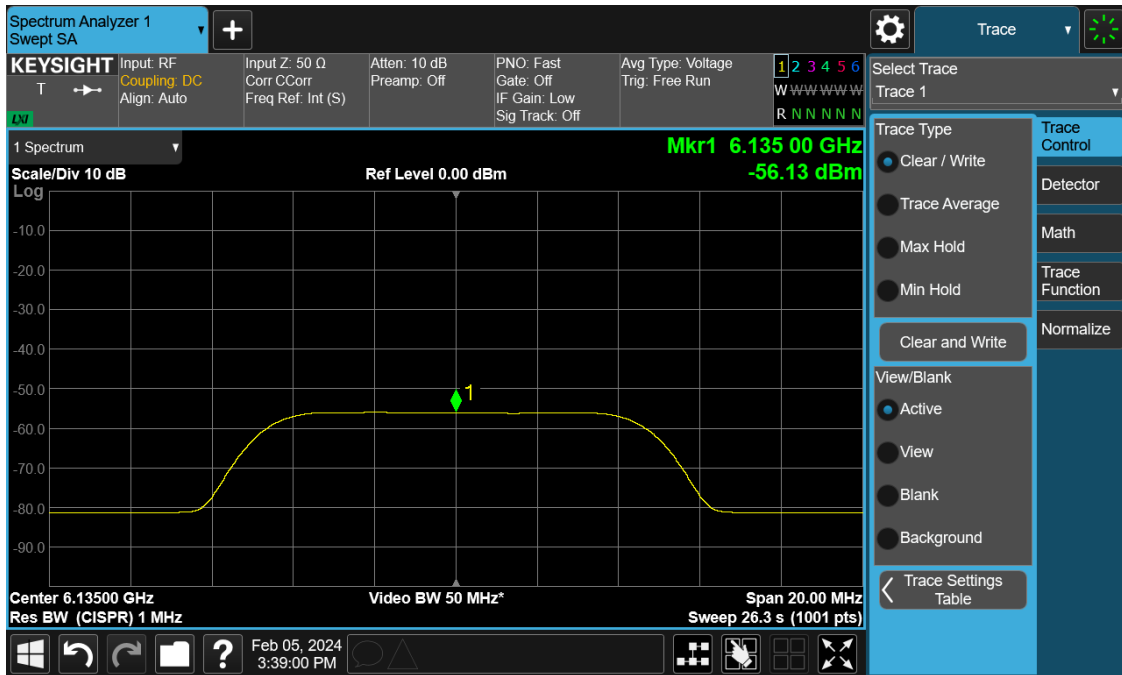 Spectrum Analyzer 1
Swept SA
+
Trace
KEYSIGHT
T
LXI
Input: RF
Coupling: DC
Align: Auto
Input Z: 50 Ω
Corr CCorr
Freq Ref: Int (S)
Atten: 10 dB
Preamp: Off
PNO: Fast
Gate: Off
IF Gain: Low
Sig Track: Off
Avg Type: Voltage
Trig: Free Run
1 2 3 4 5 6
W W W W W W
R N N N N N
Select Trace
Trace 1
1 Spectrum
Mkr1 6.135 00 GHz
-56.13 dBm
Scale/Div 10 dB
Ref Level 0.00 dBm
Log
-10.0
-20.0
-30.0
-40.0
-50.0
-60.0
-70.0
-80.0
-90.0
1
Center 6.13500 GHz
Video BW 50 MHz*
Span 20.00 MHz
Res BW (CISPR) 1 MHz
Sweep 26.3 s (1001 pts)
Trace Type
Clear / Write
Trace Average
Max Hold
Min Hold
Clear and Write
View/Blank
Active
View
Blank
Background
Trace Settings
Table
Trace
Control
Detector
Math
Trace
Function
Normalize
?
Feb 05, 2024
3:39:00 PM